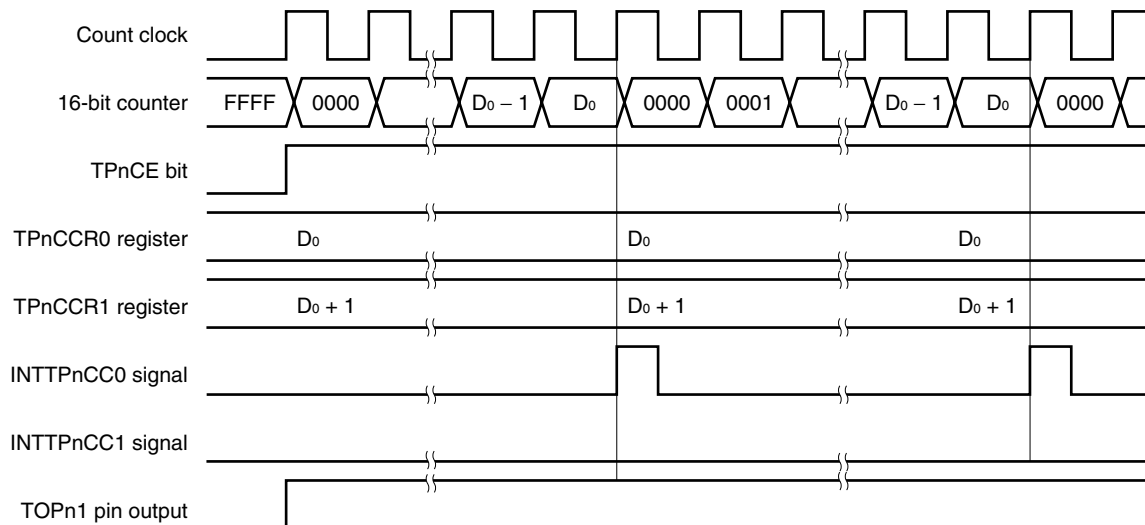 Count clock
16-bit counter FFFF 0000 D₀ − 1 D₀ 0000 0001 D₀ − 1 D₀ 0000
TPnCE bit
TPnCCR0 register D₀ D₀ D₀
TPnCCR1 register D₀ + 1 D₀ + 1 D₀ + 1
INTTPnCC0 signal
INTTPnCC1 signal
TOPn1 pin output